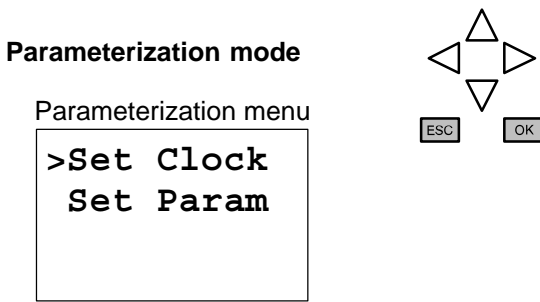 Parameterization mode
Parameterization menu
ESC OK
>Set Clock
Set Param